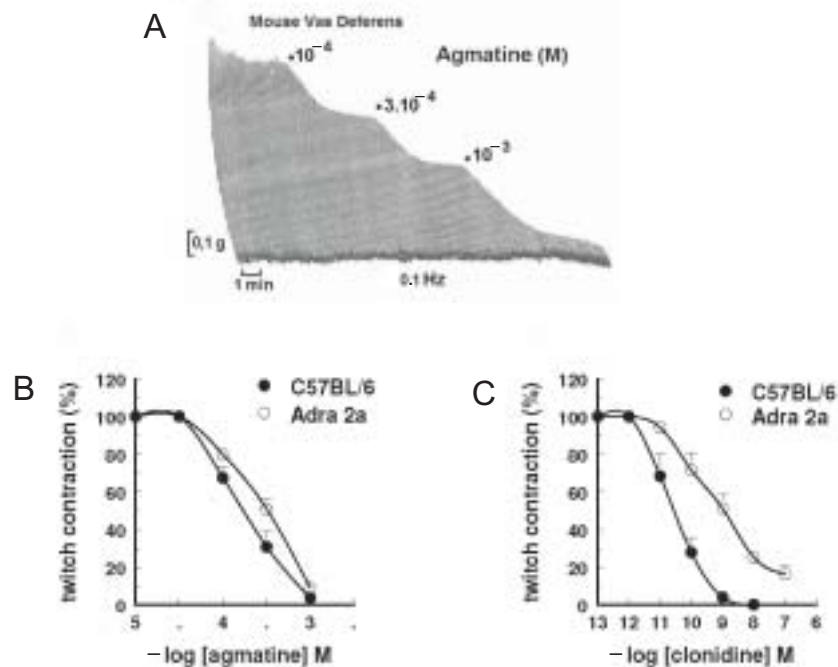 A
Mouse Vas Deferens
Agmatine (M)
•10⁻⁴
•3.10⁻⁴
•10⁻³
[0,1 g
1 min
0.1 Hz
B
C57BL/6
Adra 2a
twitch contraction (%)
120
100
80
60
40
20
0
5 . 4 . 3 .
–log [agmatine] M
C
C57BL/6
Adra 2a
twitch contraction (%)
120
100
80
60
40
20
0
13 12 11 10 9 8 7 6
–log [clonidine] M